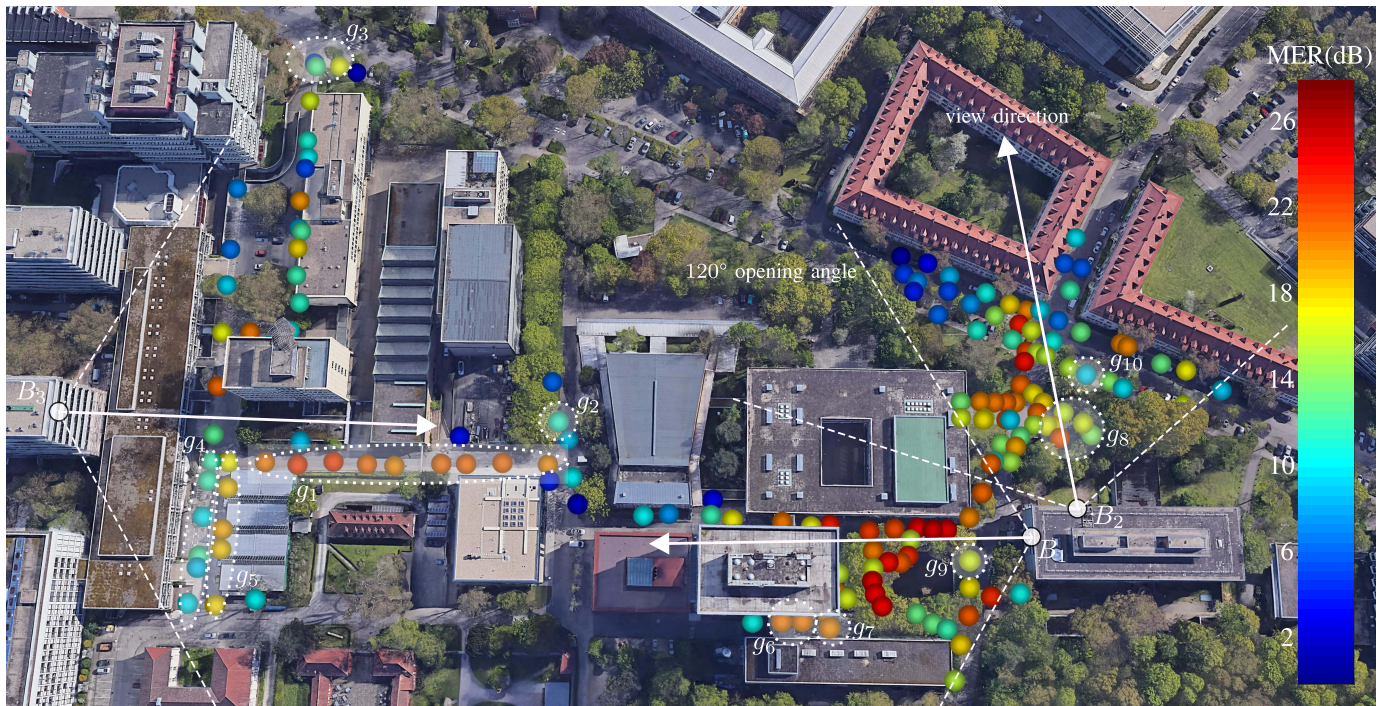 MER(dB)
g₃
view direction
26
22
120° opening angle
18
g₁₀
14
B₃
g₂
g₈
g₄
10
g₁
B₂
B
6
g₉
g₅
g₇
g₆
2